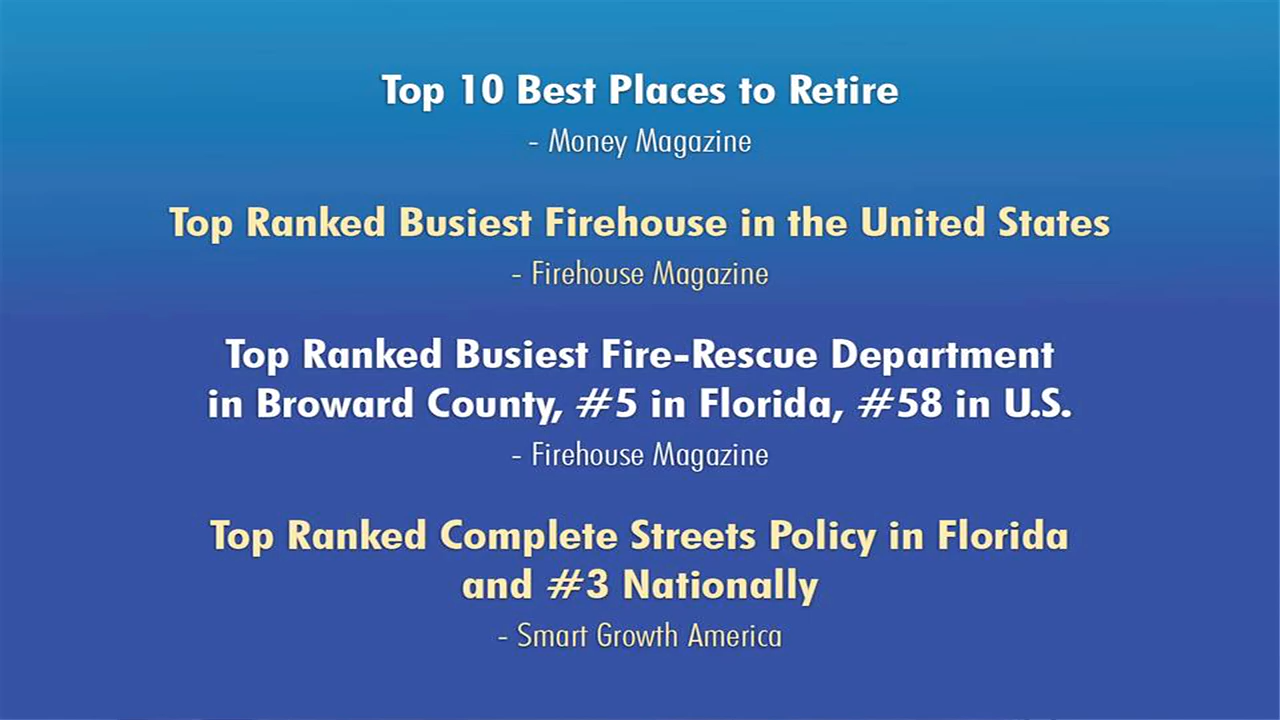 Top 10 Best Places to Retire
- Money Magazine
Top Ranked Busiest Firehouse in the United States
- Firehouse Magazine
Top Ranked Busiest Fire-Rescue Department
in Broward County, #5 in Florida, #58 in U.S.
- Firehouse Magazine
Top Ranked Complete Streets Policy in Florida
and #3 Nationally
- Smart Growth America